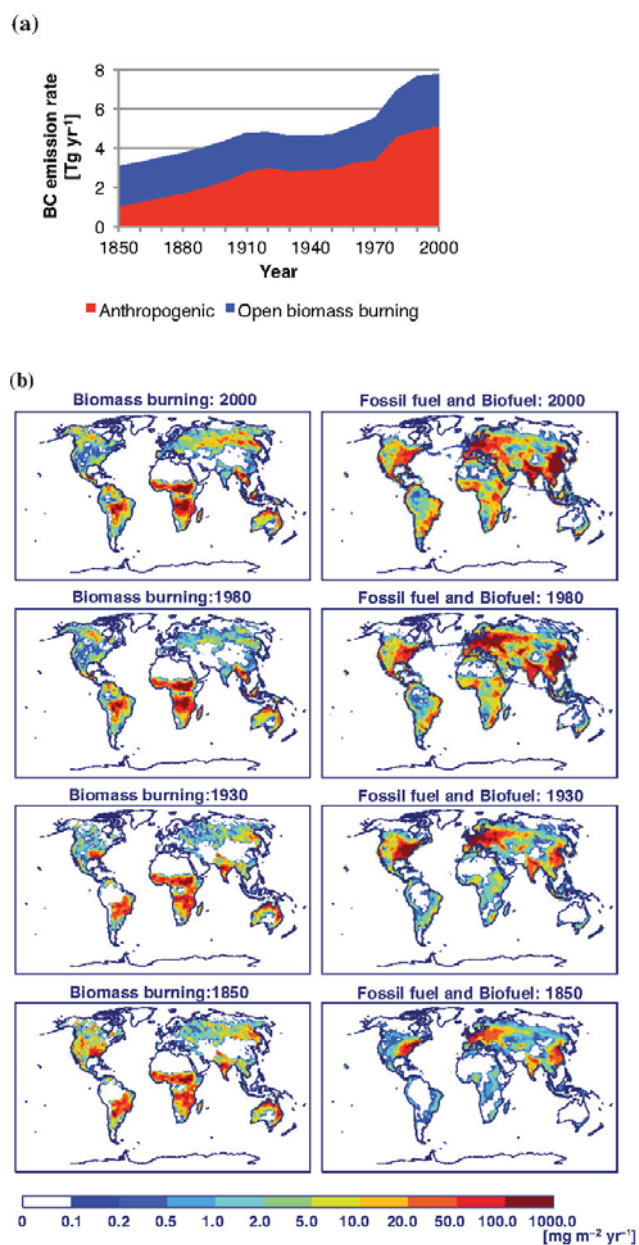 (a)
BC emission rate
[Tg yr⁻¹]
8
6
4
2
0
1850 1880 1910 1940 1970 2000
Year
Anthropogenic Open biomass burning
(b)
Biomass burning: 2000 Fossil fuel and Biofuel: 2000
Biomass burning:1980 Fossil fuel and Biofuel: 1980
Biomass burning:1930 Fossil fuel and Biofuel: 1930
Biomass burning:1850 Fossil fuel and Biofuel: 1850
0 0.1 0.2 0.5 1.0 2.0 5.0 10.0 20.0 50.0 100.0 1000.0
[mg m⁻² yr⁻¹]